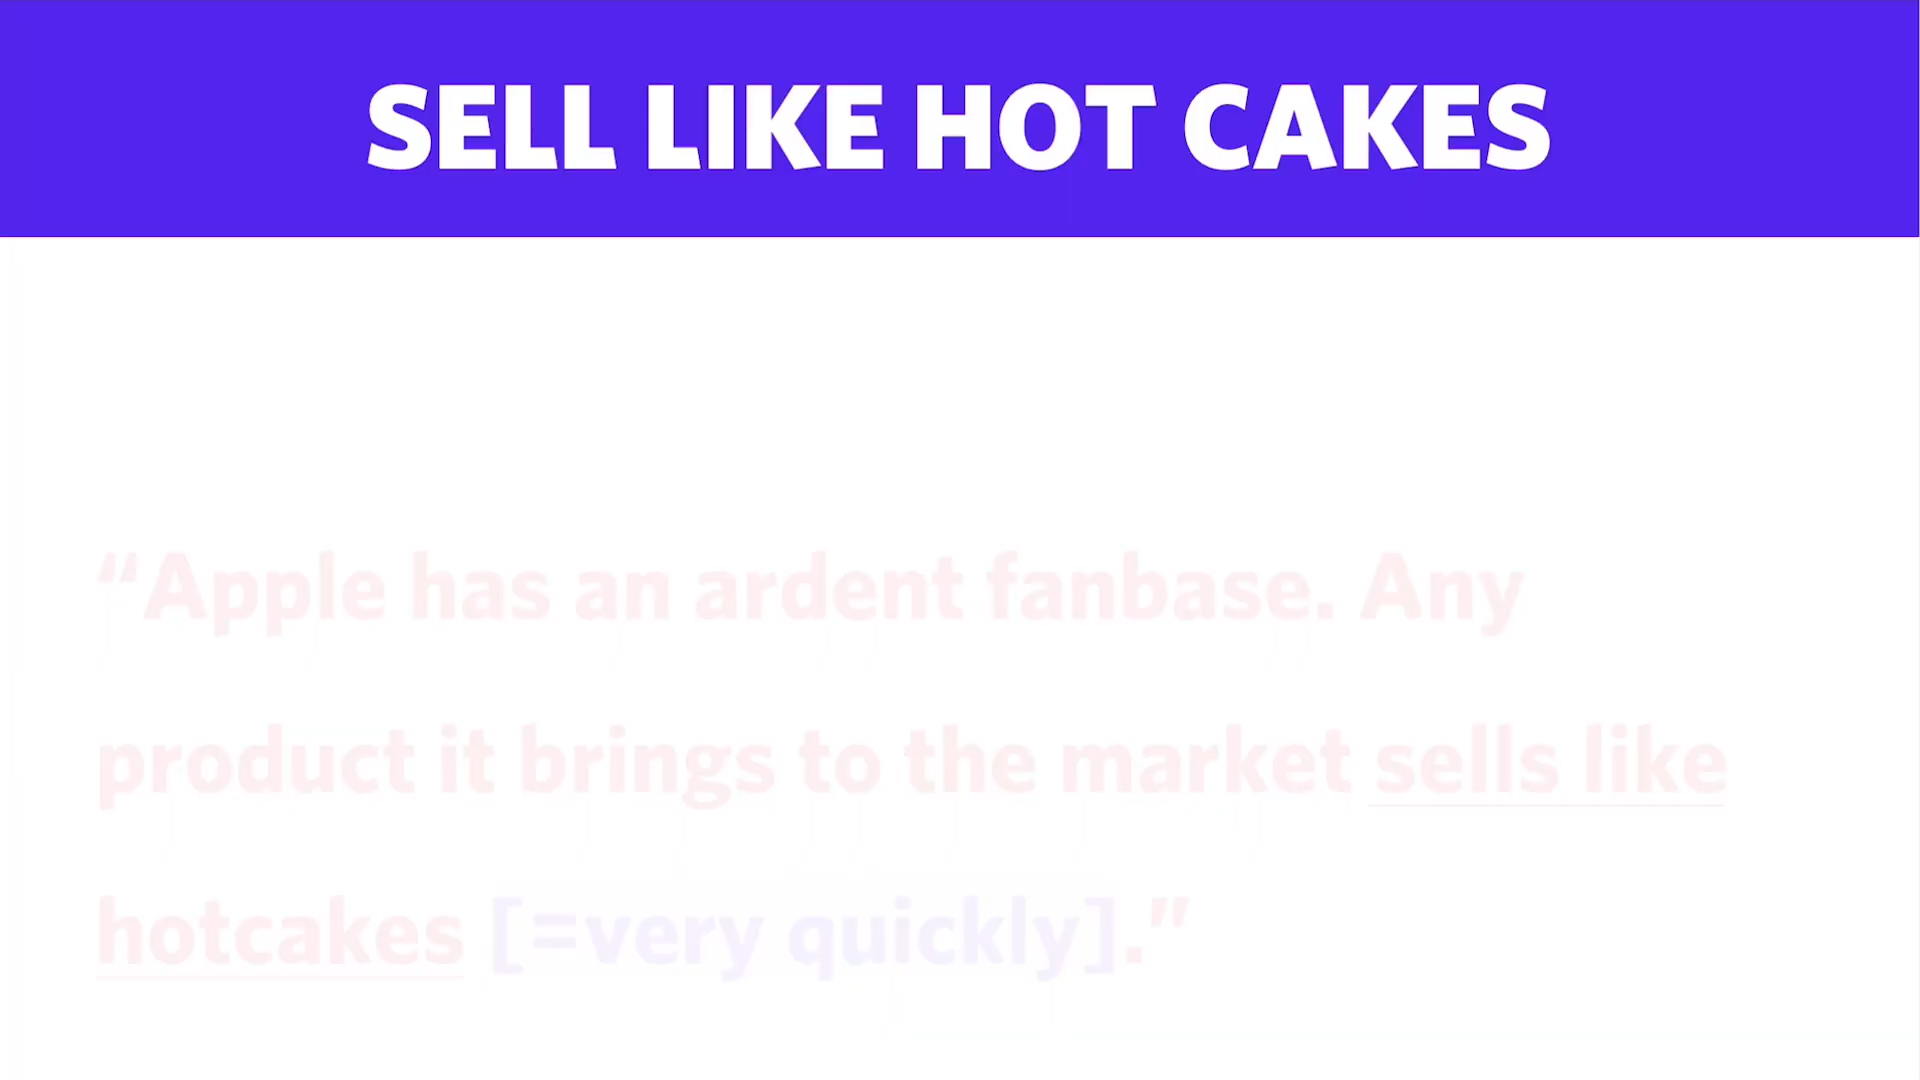 SELL LIKE HOT CAKES
“Apple has an ardent fanbase. Any
product it brings to the market sells like
hotcakes [=very quickly].”